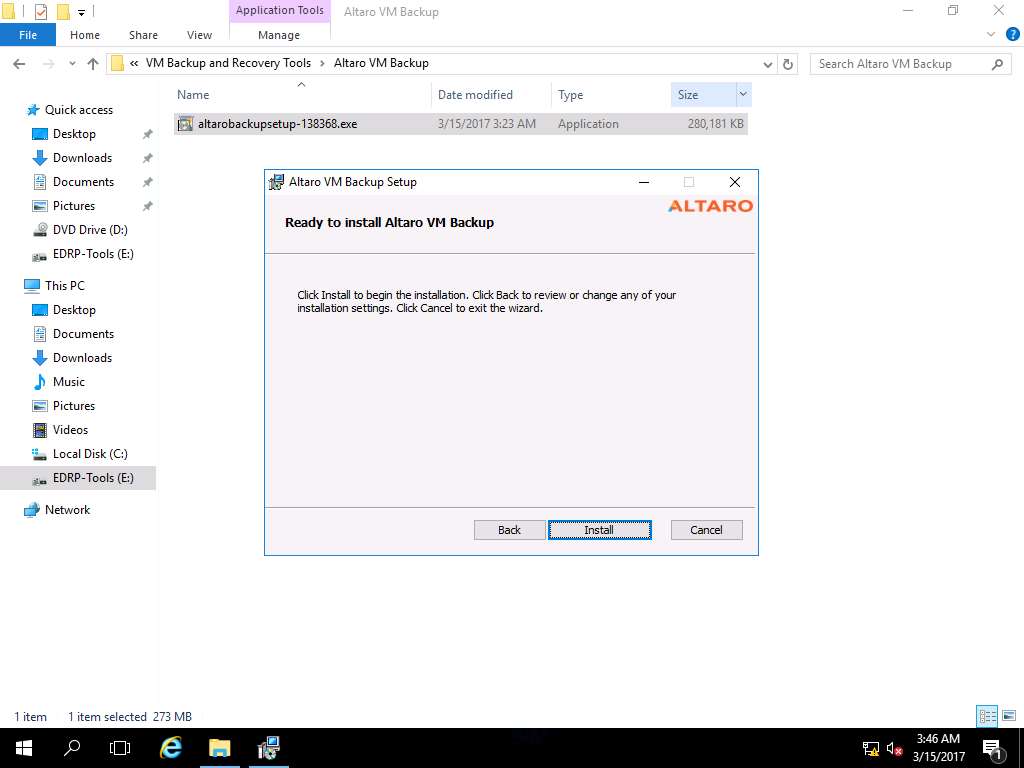 Application Tools
Altaro VM Backup
File
Home
Share
View
Manage
?
« VM Backup and Recovery Tools › Altaro VM Backup
Search Altaro VM Backup
Name
Date modified
Type
Size
altarobackupsetup-138368.exe
3/15/2017 3:23 AM
Application
280,181 KB
Quick access
Desktop
Downloads
Documents
Pictures
DVD Drive (D:)
EDRP-Tools (E:)
This PC
Desktop
Documents
Downloads
Music
Pictures
Videos
Local Disk (C:)
EDRP-Tools (E:)
Network
Altaro VM Backup Setup
ALTARO
Ready to install Altaro VM Backup
Click Install to begin the installation. Click Back to review or change any of your
installation settings. Click Cancel to exit the wizard.
Back
Install
Cancel
1 item
1 item selected 273 MB
3:46 AM
3/15/2017
1